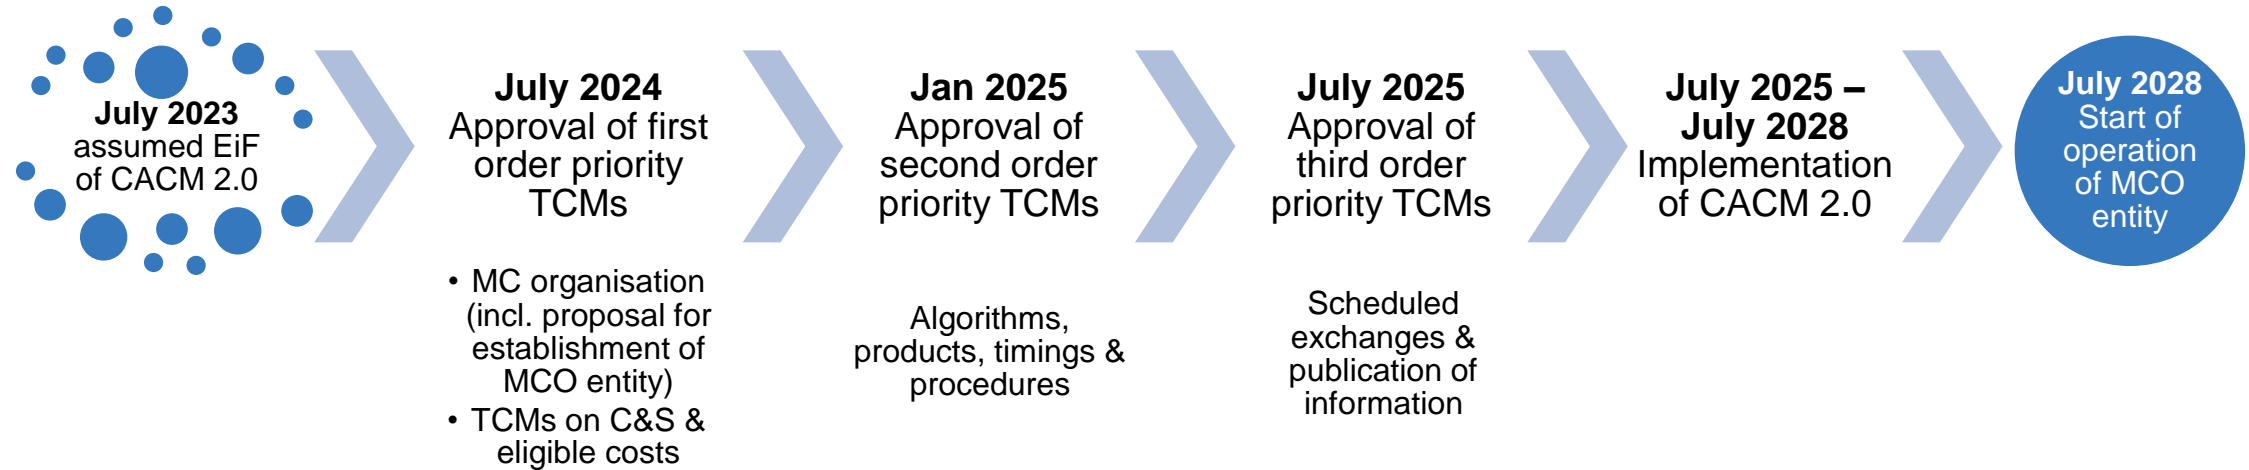 July 2023
assumed EiF
of CACM 2.0
July 2024
Approval of first
order priority
TCMs
• MC organisation
(incl. proposal for
establishment of
MCO entity)
• TCMs on C&S &
eligible costs
Jan 2025
Approval of
second order
priority TCMs
Algorithms,
products, timings &
procedures
July 2025
Approval of
third order
priority TCMs
Scheduled
exchanges &
publication of
information
July 2025 –
July 2028
Implementation
of CACM 2.0
July 2028
Start of
operation
of MCO
entity